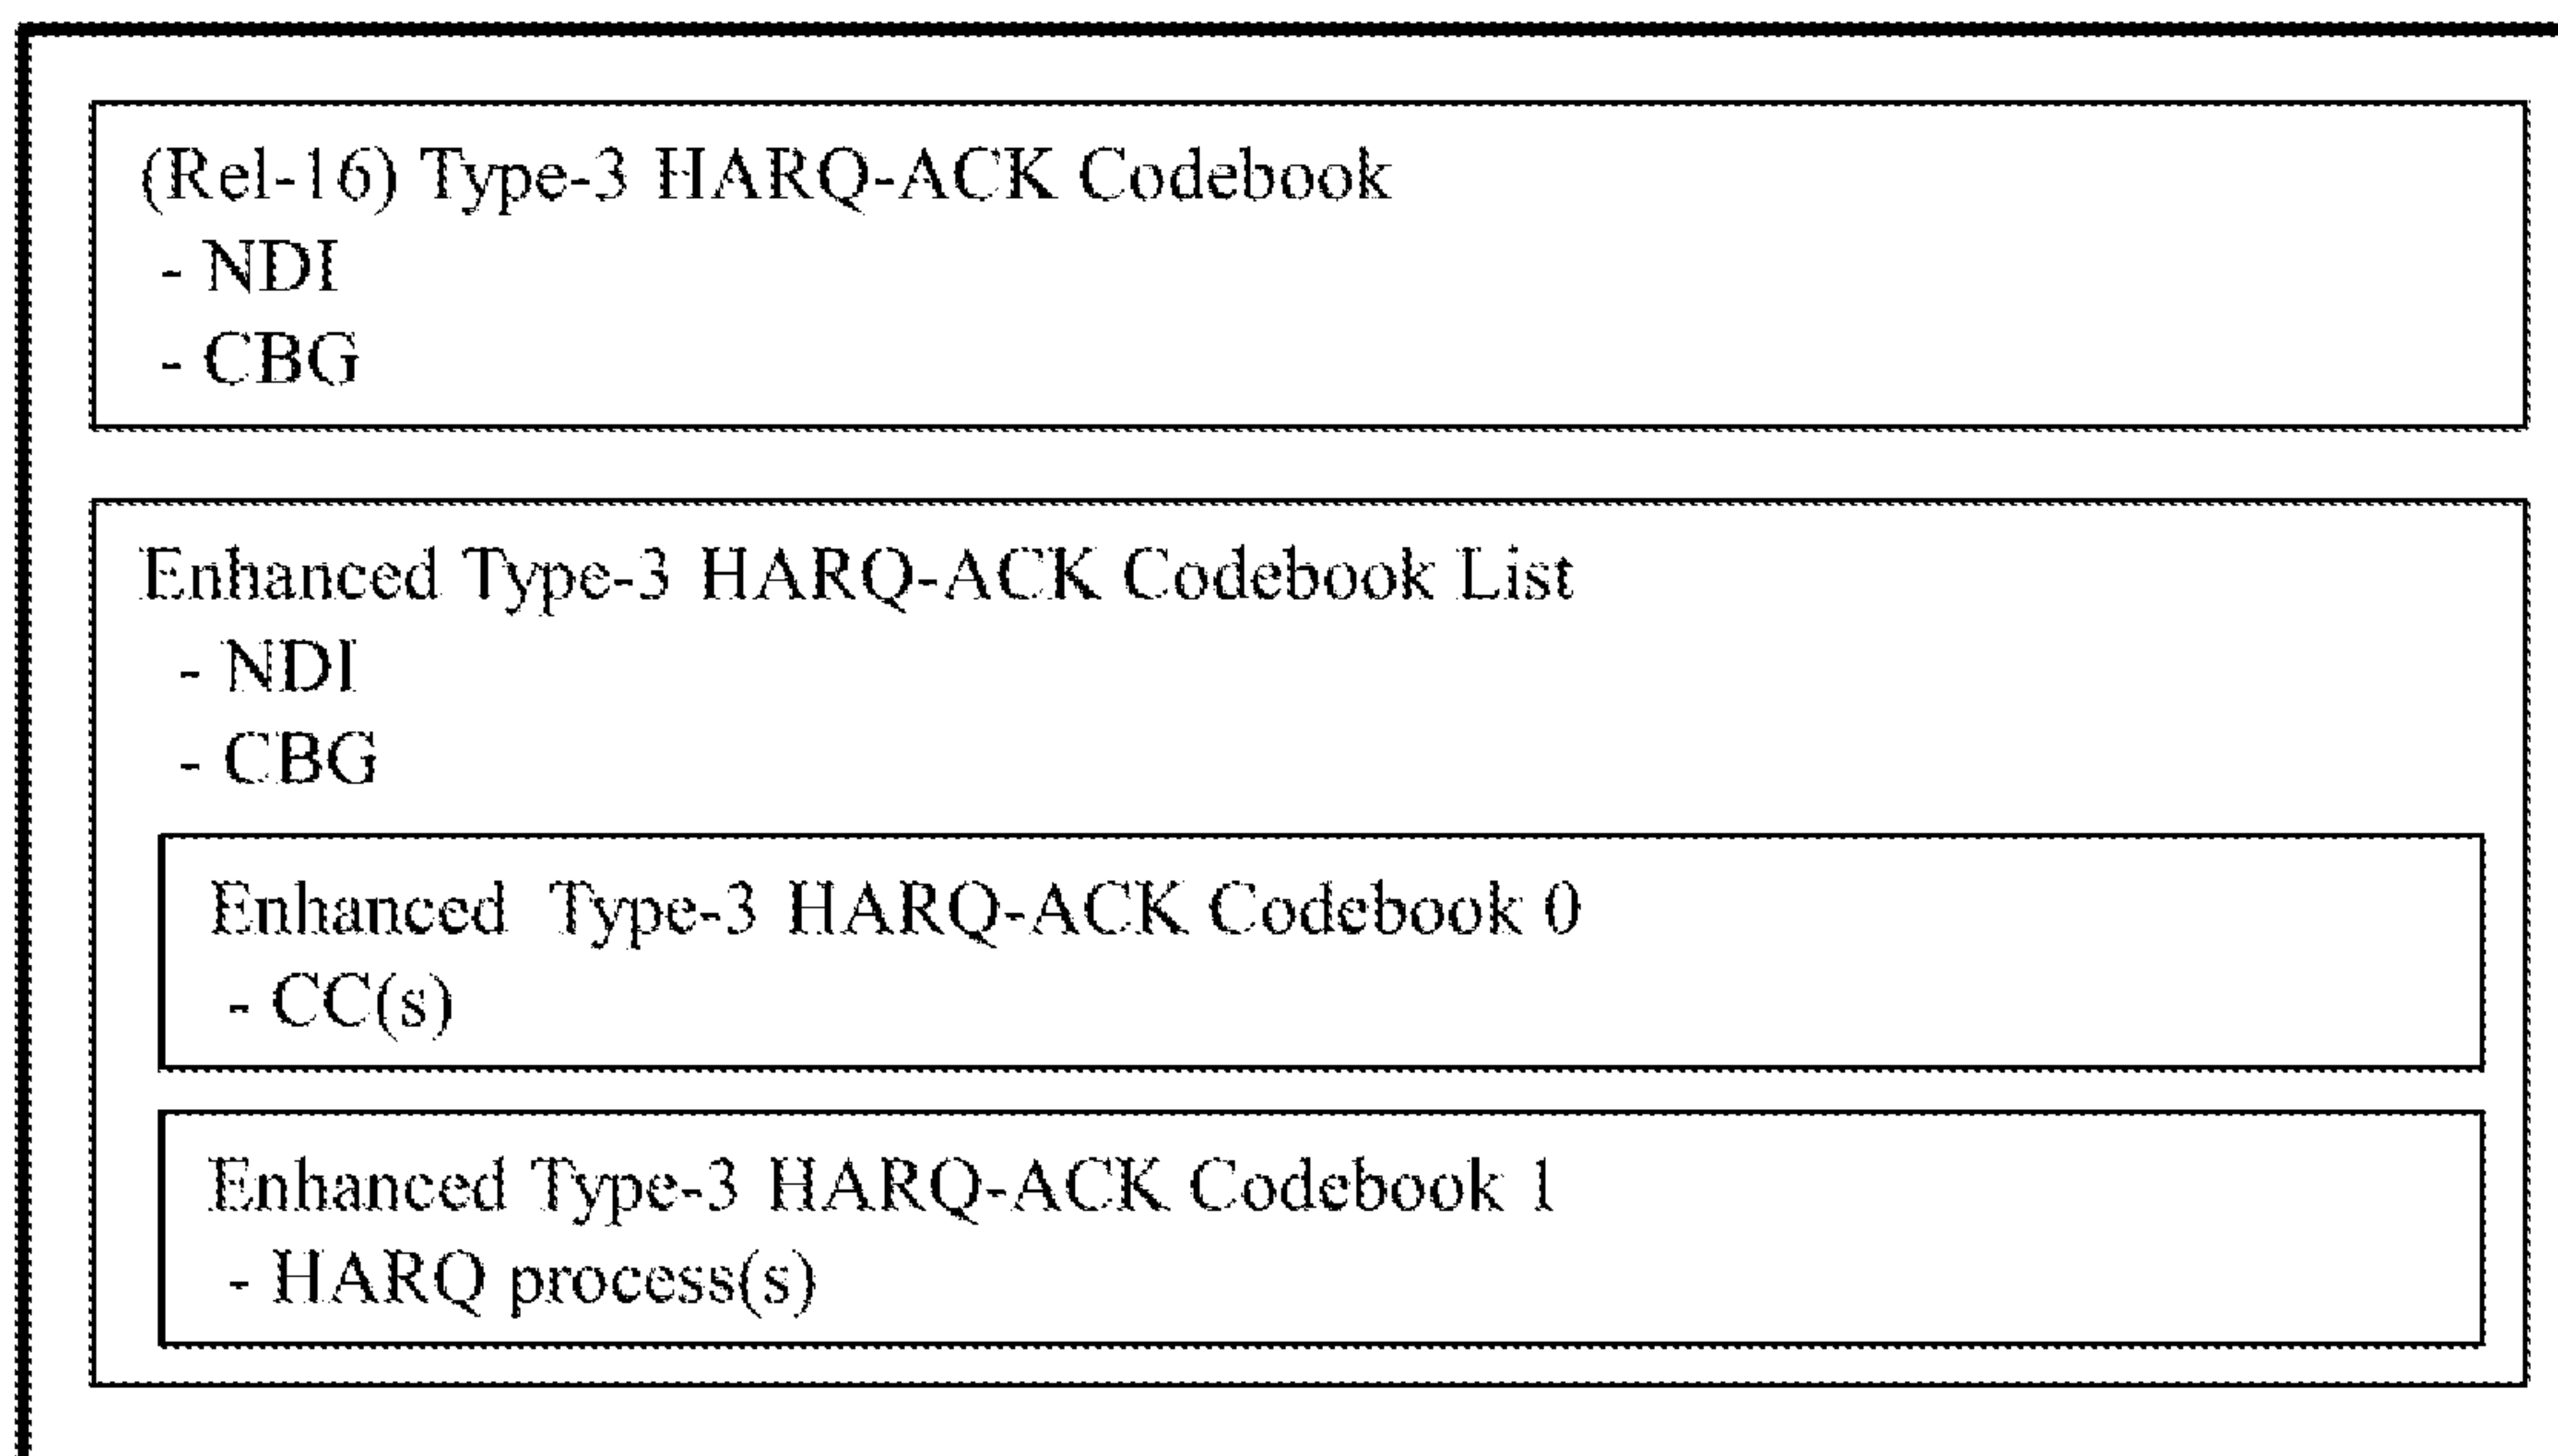 (Rel-16) Type-3 HARQ-ACK Codebook
- NDI
- CBG
Enhanced Type-3 HARQ-ACK Codebook List
- NDI
- CBG
Enhanced Type-3 HARQ-ACK Codebook 0
- CC(s)
Enhanced Type-3 HARQ-ACK Codebook 1
- HARQ process(s)